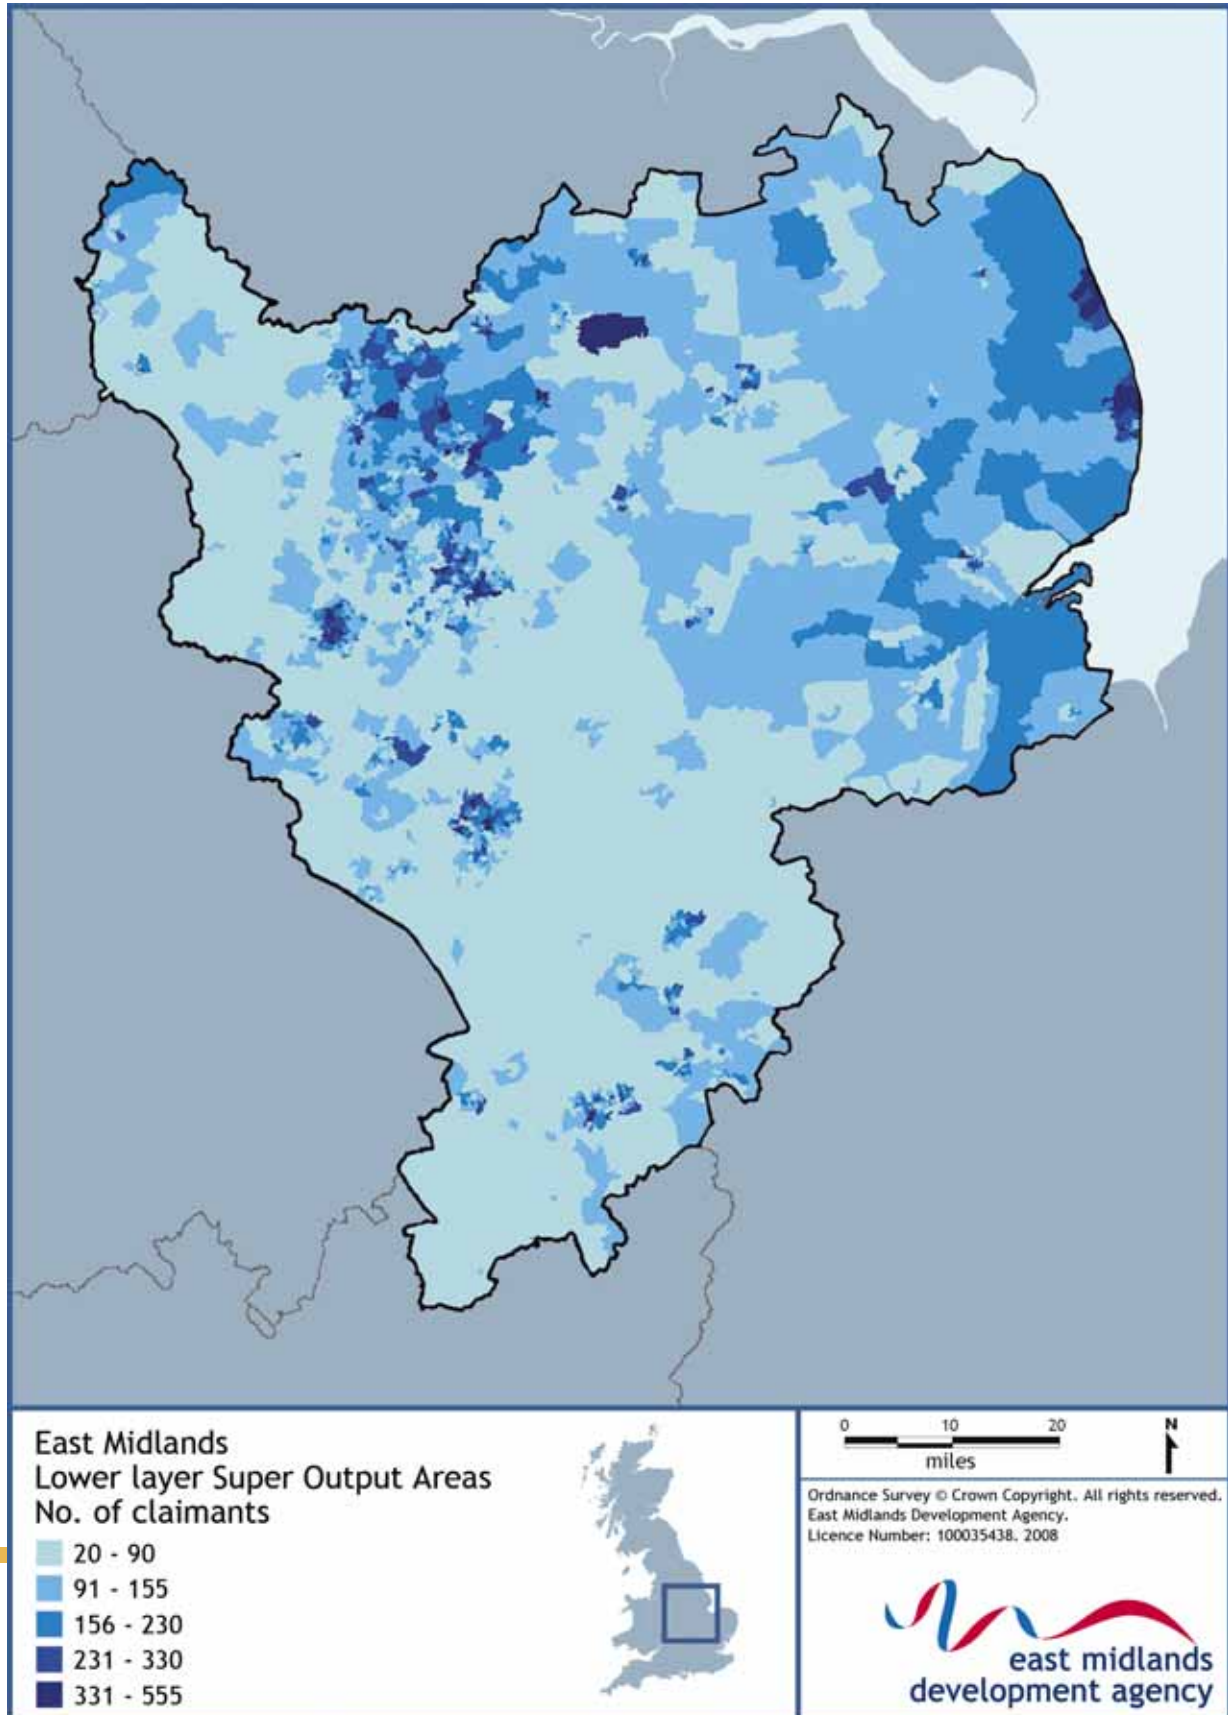 East Midlands
Lower layer Super Output Areas
No. of claimants
20 - 90
91 - 155
156 - 230
231 - 330
331 - 555
0 10 20
miles
N
Ordnance Survey © Crown Copyright. All rights reserved.
East Midlands Development Agency.
Licence Number: 100035438. 2008
east midlands
development agency